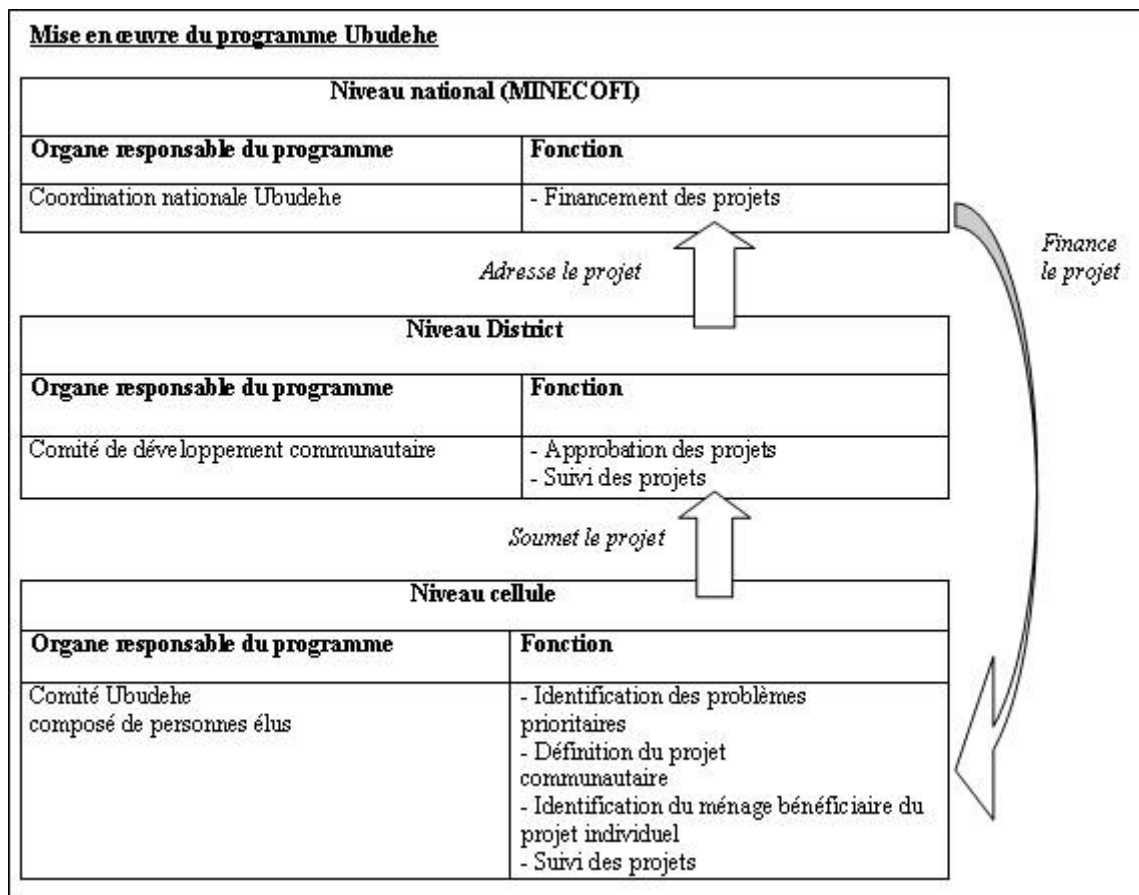 Mise en œuvre du programme Ubudehe
Niveau national (MINECOFI)
Organe responsable du programme
Fonction
Coordination nationale Ubudehe
- Financement des projets
Finance
le projet
Adresse le projet
Niveau District
Organe responsable du programme
Fonction
Comité de développement communautaire
- Approbation des projets
- Suivi des projets
Soumet le projet
Niveau cellule
Organe responsable du programme
Fonction
Comité Ubudehe
composé de personnes élus
- Identification des problèmes
prioritaires
- Définition du projet
communautaire
- Identification du ménage bénéficiaire du
projet individuel
- Suivi des projets